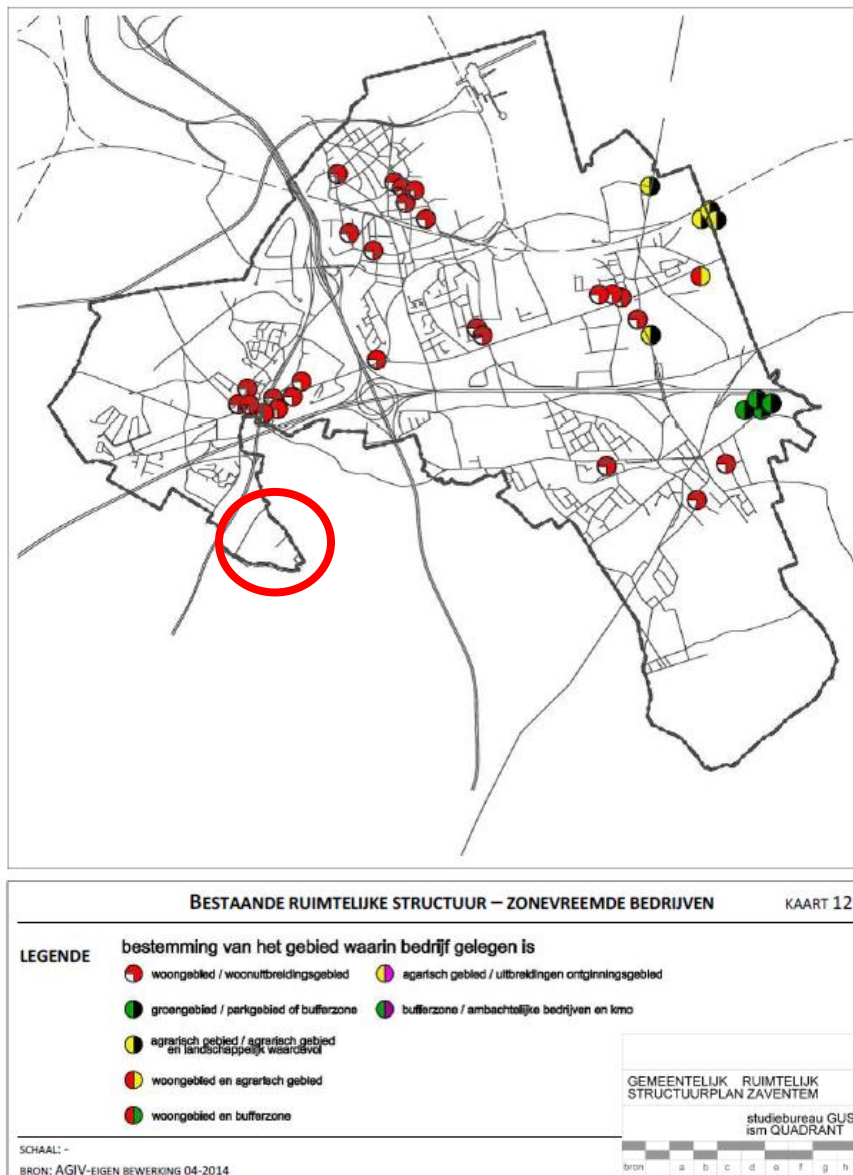 BESTAANDE RUIMTELIJKE STRUCTUUR – ZONEVREEMDE BEDRIJVEN
KAART 12
LEGENDE
bestemming van het gebied waarin bedrijf gelegen is
woongebied / woonuitbreidingsgebied
agarisch gebied / uitbreidingen ontginningsgebied
groengebied / parkgebied of bufferzone
bufferzone / ambachtelijke bedrijven en kmo
agrarisch gebied / agrarisch gebied
en landschappelijk waardevol
woongebied en agrarisch gebied
woongebied en bufferzone
GEMEENTELIJK RUIMTELIJK
STRUCTUURPLAN ZAVENTEM
studiebureau GUS
ism QUADRANT
SCHAAL: -
BRON: AGIV-EIGEN BEWERKING 04-2014
bron a b c d e f g h